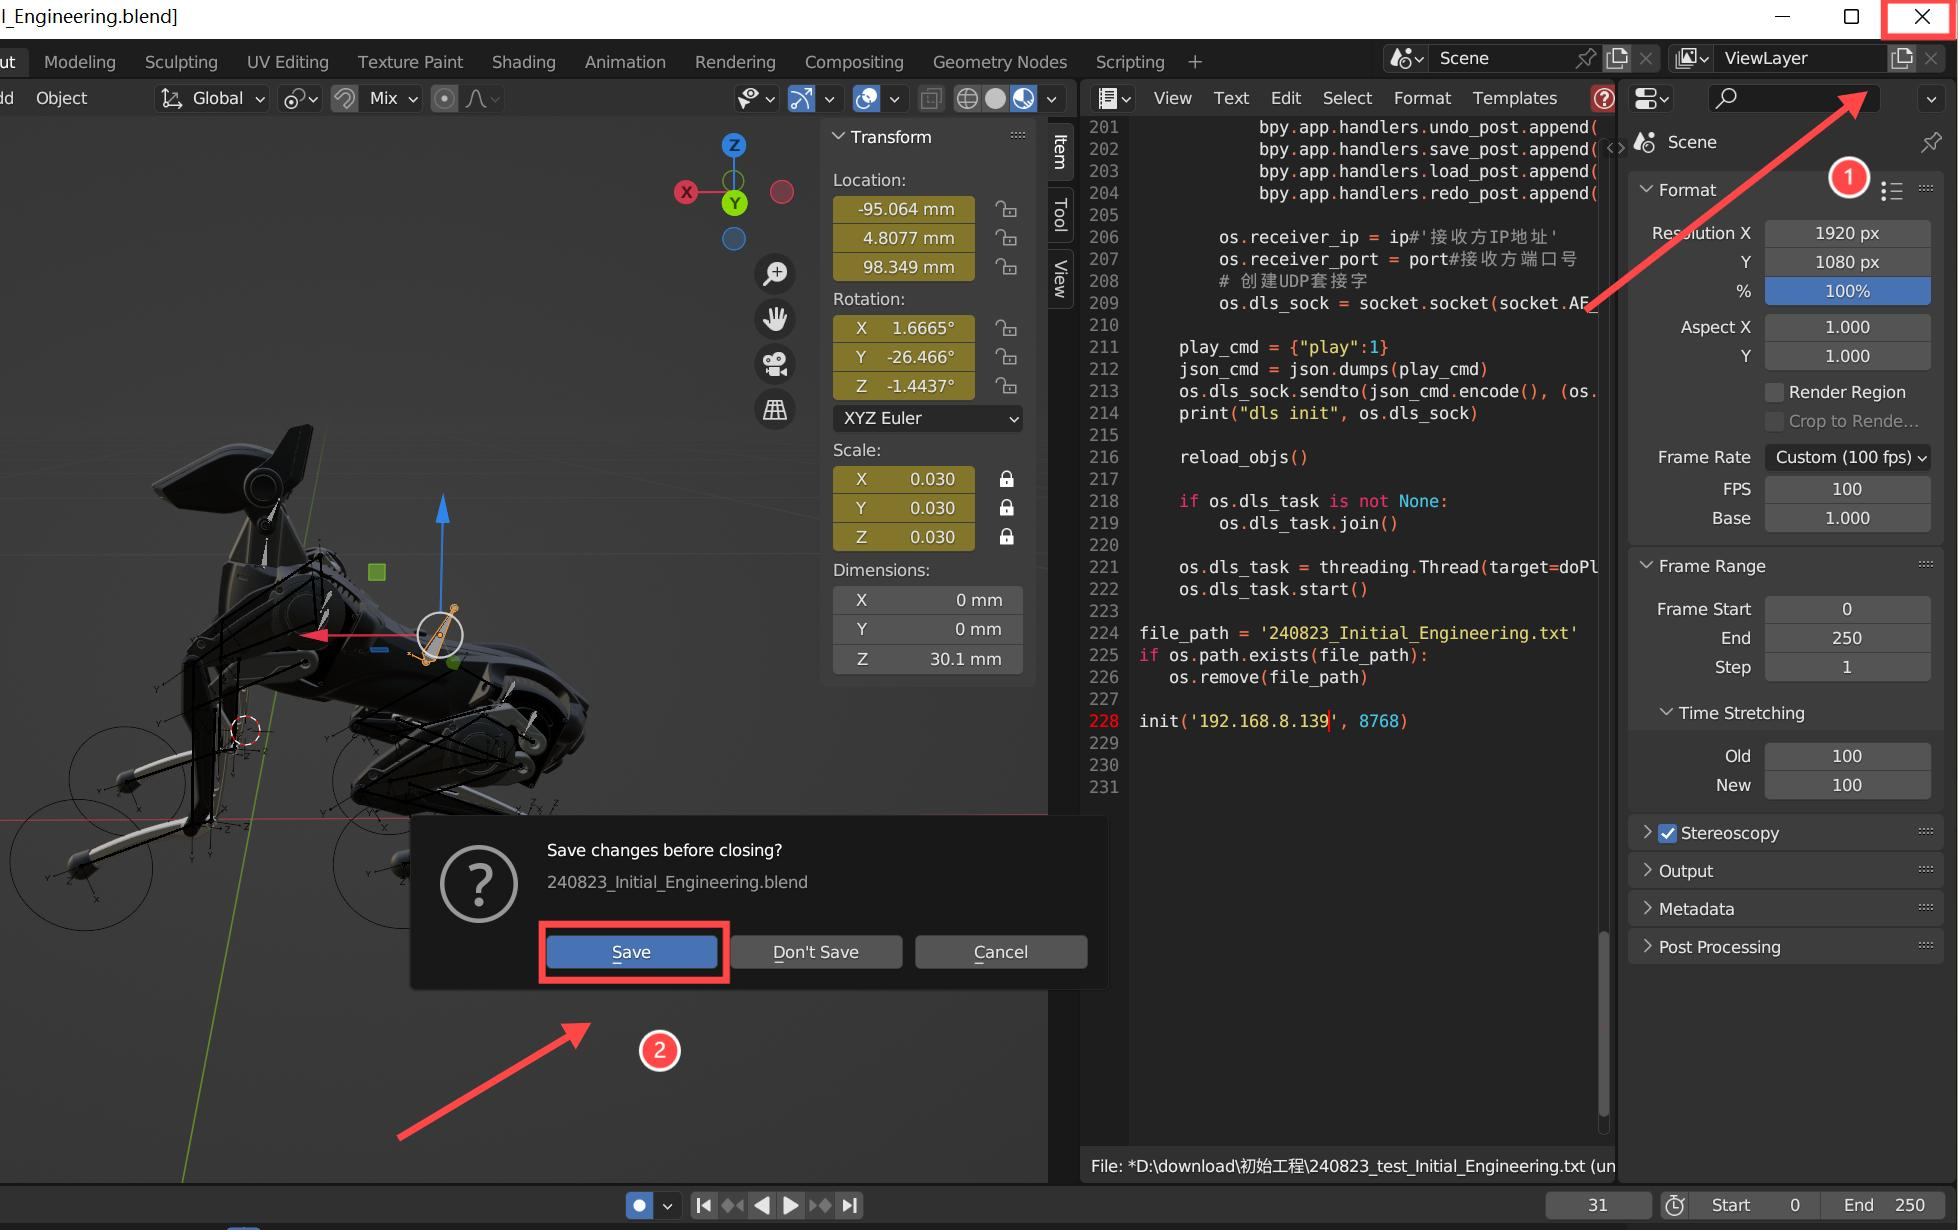 l_Engineering.blend]
ut Modeling Sculpting UV Editing Texture Paint Shading Animation Rendering Compositing Geometry Nodes Scripting + Scene ViewLayer
dd Object Global Mix View Text Edit Select Format Templates
Transform
Location:
-95.064 mm
4.8077 mm
98.349 mm
Rotation:
X 1.6665°
Y -26.466°
Z -1.4437°
XYZ Euler
Scale:
X 0.030
Y 0.030
Z 0.030
Dimensions:
X 0 mm
Y 0 mm
Z 30.1 mm
Item
Tool
View
Z
X
Y
201 bpy.app.handlers.undo_post.append(
202 bpy.app.handlers.save_post.append(
203 bpy.app.handlers.load_post.append(
204 bpy.app.handlers.redo_post.append(
205
206 os.receiver_ip = ip#'接收方IP地址'
207 os.receiver_port = port#接收方端口号
208 # 创建UDP套接字
209 os.dls_sock = socket.socket(socket.AF_
210
211 play_cmd = {"play":1}
212 json_cmd = json.dumps(play_cmd)
213 os.dls_sock.sendto(json_cmd.encode(), (os.
214 print("dls init", os.dls_sock)
215
216 reload_objs()
217
218 if os.dls_task is not None:
219 os.dls_task.join()
220
221 os.dls_task = threading.Thread(target=doPl
222 os.dls_task.start()
223
224 file_path = '240823_Initial_Engineering.txt'
225 if os.path.exists(file_path):
226 os.remove(file_path)
227
228 init('192.168.8.139', 8768)
229
230
231
File: *D:\download\初始工程\240823_test_Initial_Engineering.txt (un
Scene
1
Format
Resolution X 1920 px
Y 1080 px
% 100%
Aspect X 1.000
Y 1.000
Render Region
Crop to Rende...
Frame Rate Custom (100 fps)
FPS 100
Base 1.000
Frame Range
Frame Start 0
End 250
Step 1
Time Stretching
Old 100
New 100
Stereoscopy
Output
Metadata
Post Processing
Save changes before closing?
240823_Initial_Engineering.blend
?
Save Don't Save Cancel
2
31 Start 0 End 250